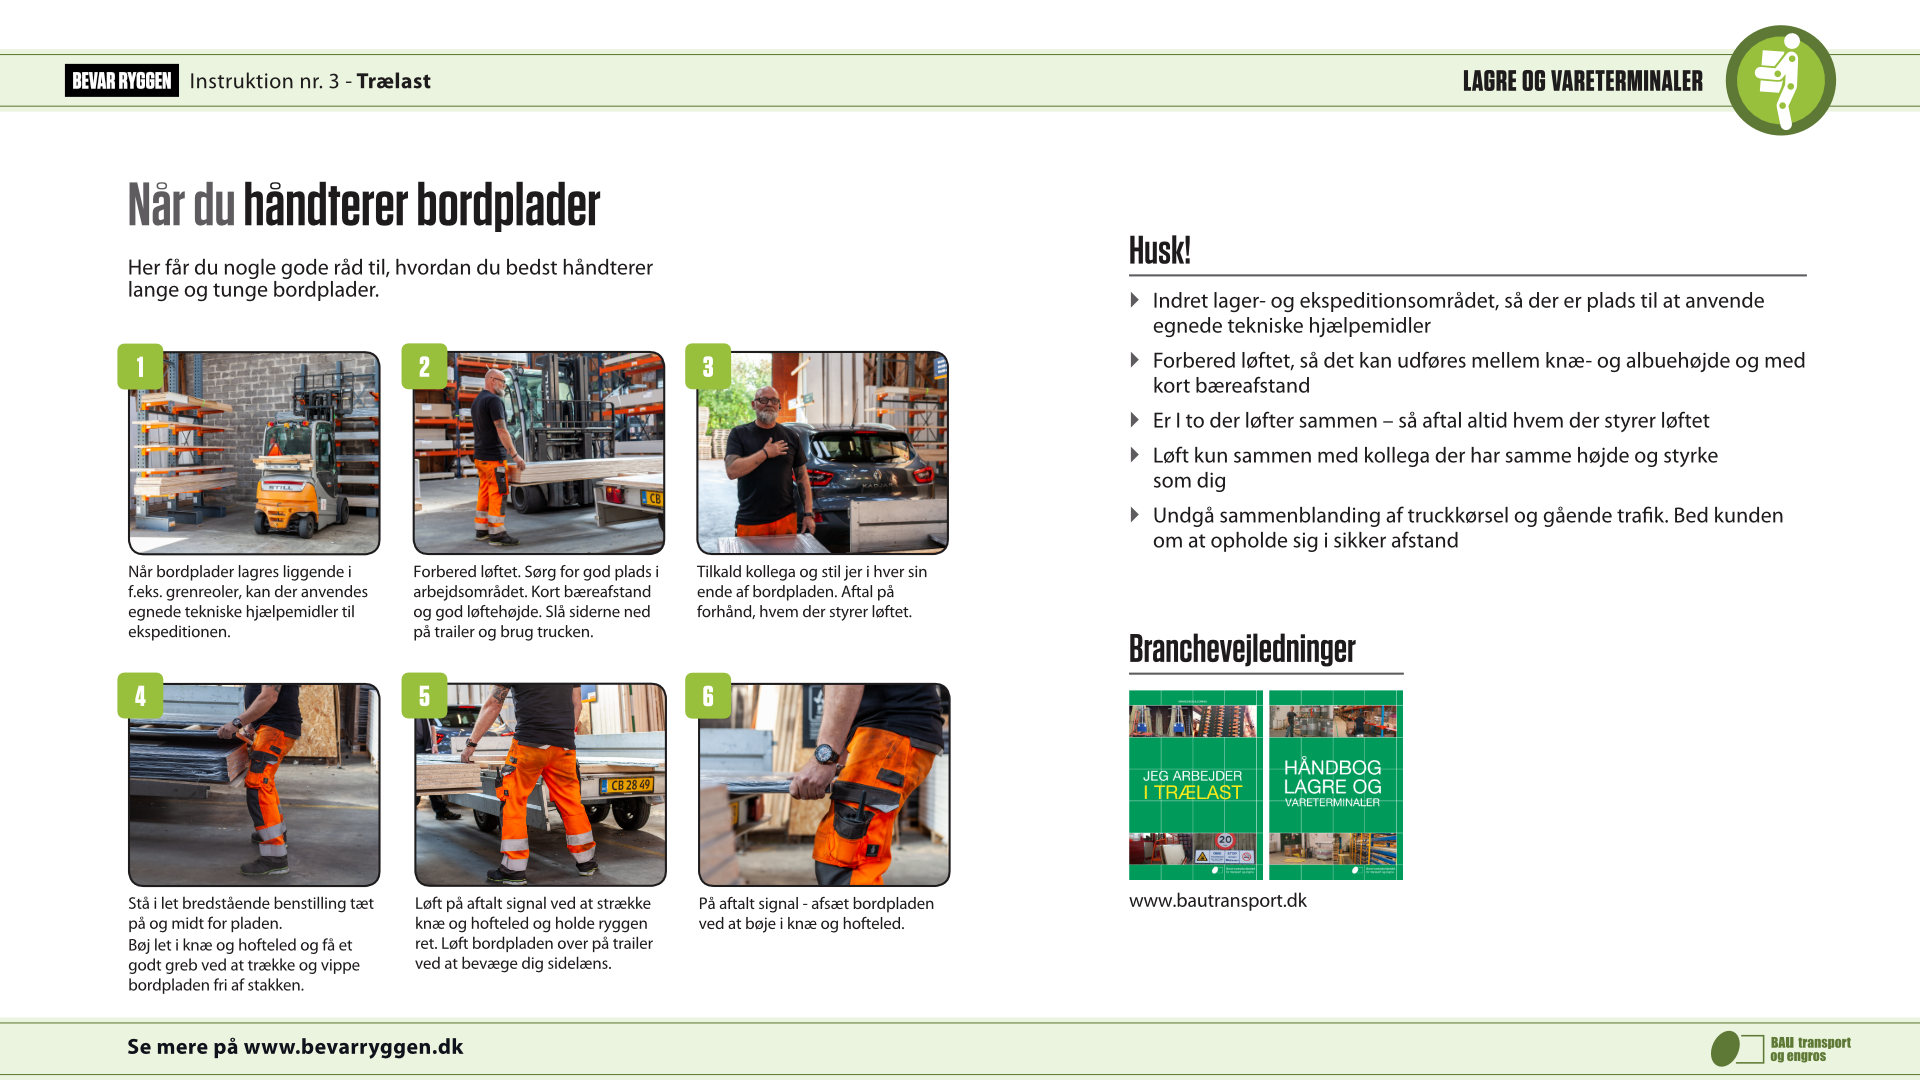 BEVAR RYGGEN Instruktion nr. 3 - Trælast
LAGRE OG VARETERMINALER
Når du håndterer bordplader
Her får du nogle gode råd til, hvordan du bedst håndterer
lange og tunge bordplader.
1
STILL
Når bordplader lagres liggende i
f.eks. grenreoler, kan der anvendes
egnede tekniske hjælpemidler til
ekspeditionen.
2
CB
Forbered løftet. Sørg for god plads i
arbejdsområdet. Kort bæreafstand
og god løftehøjde. Slå siderne ned
på trailer og brug trucken.
3
Tilkald kollega og stil jer i hver sin
ende af bordpladen. Aftal på
forhånd, hvem der styrer løftet.
4
Stå i let bredstående benstilling tæt
på og midt for pladen.
Bøj let i knæ og hofteled og få et
godt greb ved at trække og vippe
bordpladen fri af stakken.
5
CB 28 49
Løft på aftalt signal ved at strække
knæ og hofteled og holde ryggen
ret. Løft bordpladen over på trailer
ved at bevæge dig sidelæns.
6
På aftalt signal - afsæt bordpladen
ved at bøje i knæ og hofteled.
Husk!
Indret lager- og ekspeditionsområdet, så der er plads til at anvende
egnede tekniske hjælpemidler
Forbered løftet, så det kan udføres mellem knæ- og albuehøjde og med
kort bæreafstand
Er I to der løfter sammen – så aftal altid hvem der styrer løftet
Løft kun sammen med kollega der har samme højde og styrke
som dig
Undgå sammenblanding af truckkørsel og gående trafik. Bed kunden
om at opholde sig i sikker afstand
Branchevejledninger
JEG ARBEJDER
I TRÆLAST
20
HÅNDBOG
LAGRE OG
VARETERMINALER
www.bautransport.dk
Se mere på www.bevarryggen.dk
BAU transport
og engros